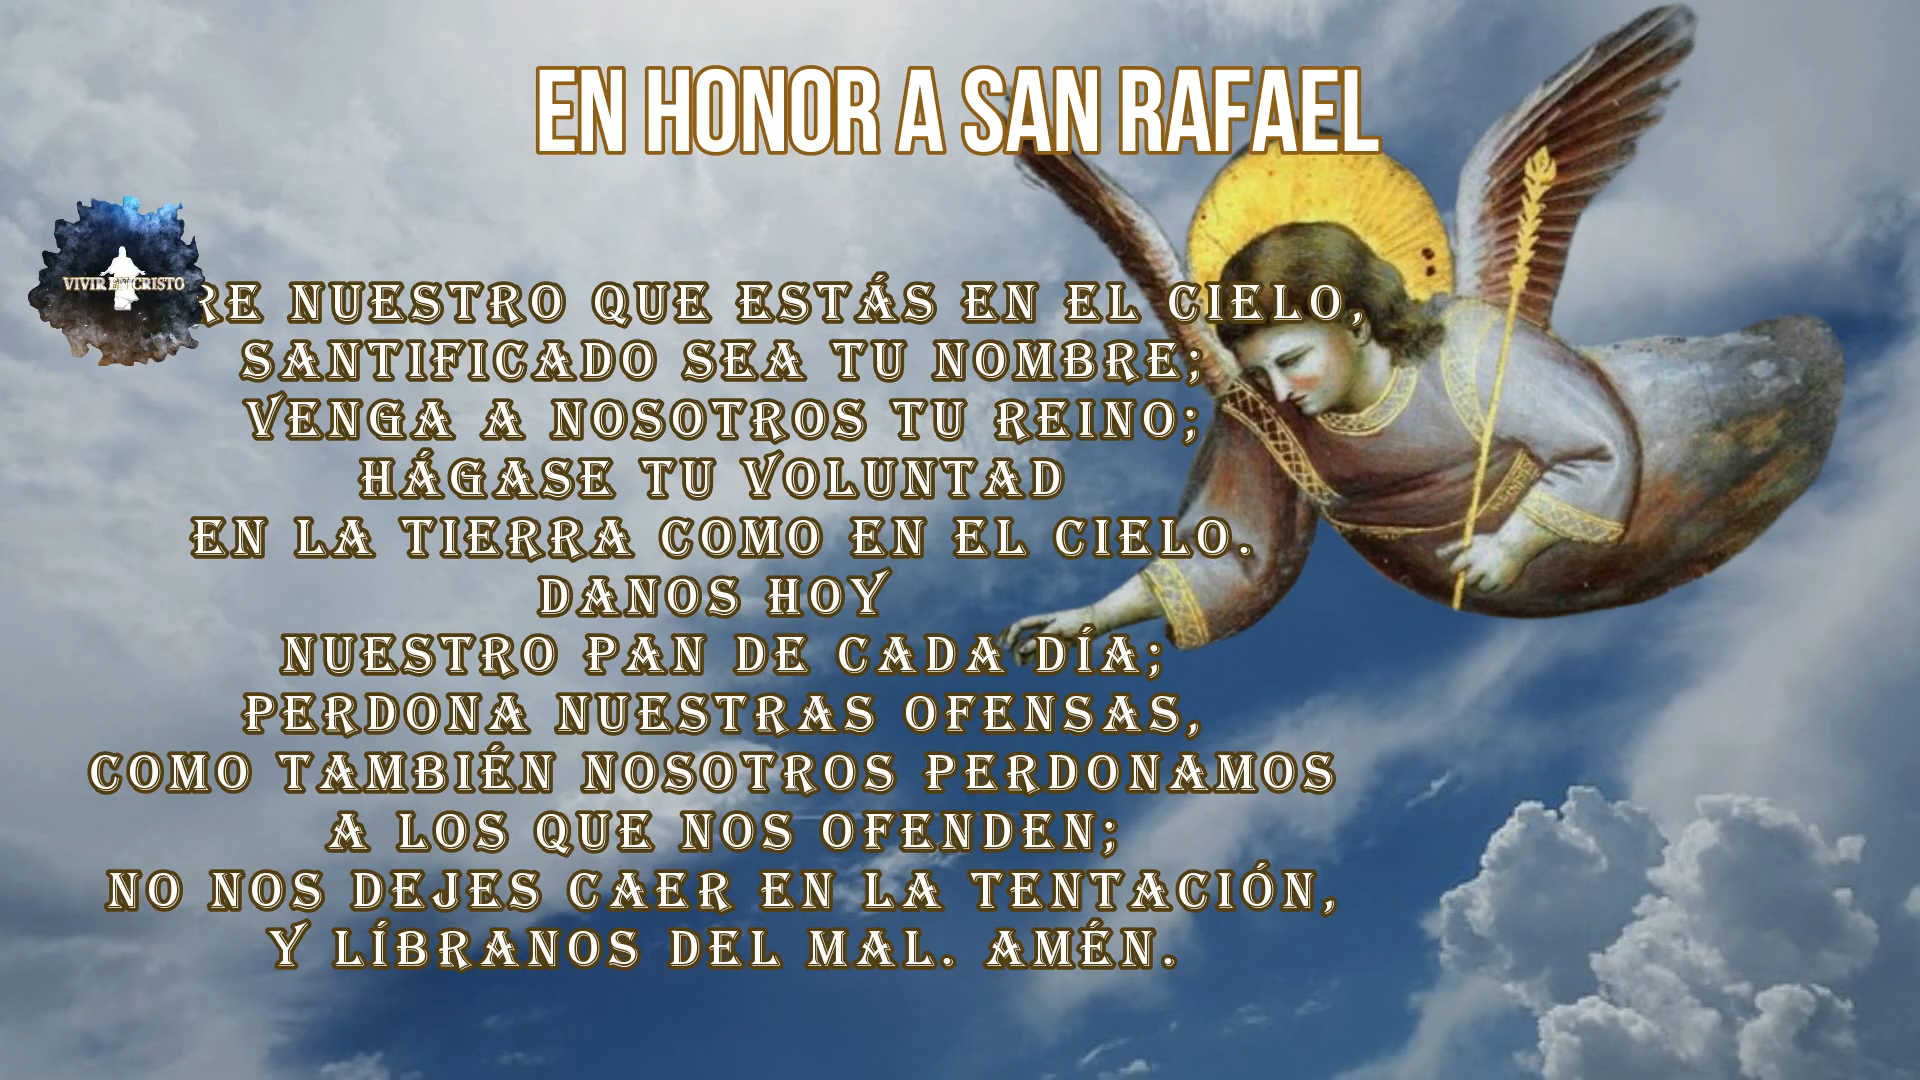 EN HONOR A SAN RAFAEL
VIVIR EN CRISTO
NUESTRO QUE ESTÁS EN EL CIELO,
SANTIFICADO SEA TU NOMBRE;
VENGA A NOSOTROS TU REINO;
HÁGASE TU VOLUNTAD
EN LA TIERRA COMO EN EL CIELO.
DANOS HOY
NUESTRO PAN DE CADA DÍA;
PERDONA NUESTRAS OFENSAS,
COMO TAMBIÉN NOSOTROS PERDONAMOS
A LOS QUE NOS OFENDEN;
NO NOS DEJES CAER EN LA TENTACIÓN,
Y LÍBRANOS DEL MAL. AMÉN.